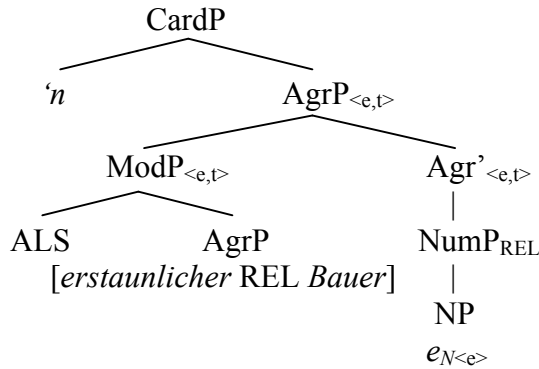 CardP
‘n AgrP<e,t>
ModP<e,t> Agr’<e,t>
ALS AgrP NumPREL
[erstaunlicher REL Bauer]
NP
eN<e>